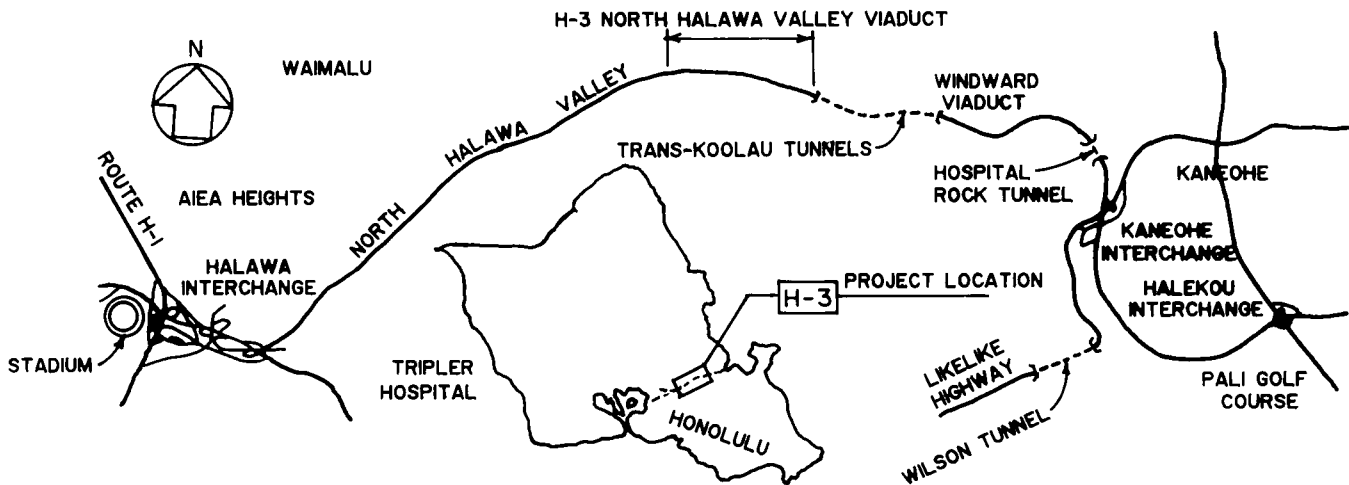 H-3 NORTH HALAWA VALLEY VIADUCT
N
WAIMALU
WINDWARD
VIADUCT
NORTH HALAWA VALLEY
TRANS-KOOLAU TUNNELS
HOSPITAL
ROCK TUNNEL
KANEOHE
ROUTE H-1
AIEA HEIGHTS
HALAWA
INTERCHANGE
KANEOHE
INTERCHANGE
H-3
PROJECT LOCATION
HALEKOU
INTERCHANGE
STADIUM
TRIPLER
HOSPITAL
HONOLULU
LIKELIKE
HIGHWAY
WILSON TUNNEL
PALI GOLF
COURSE